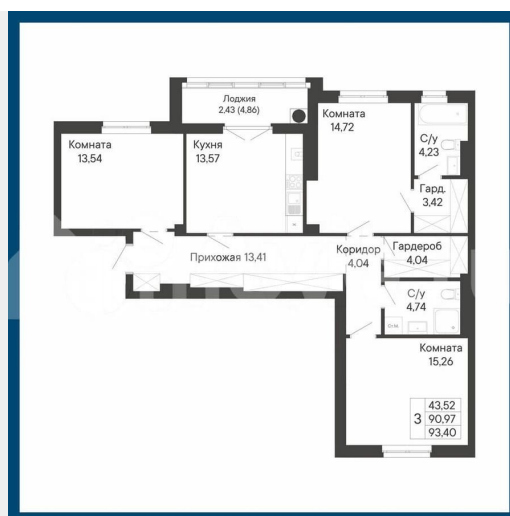 Лоджия
2.43 (4.86)
Комната
14,72
С/у
4,23
Комната
13,54
Кухня
13,57
Гард.
3,42
Прихожая 13,41
Коридор
4,04
Гардероб
4,04
С/у
4,74
Комната
15,26
3
43,52
90,97
93,40